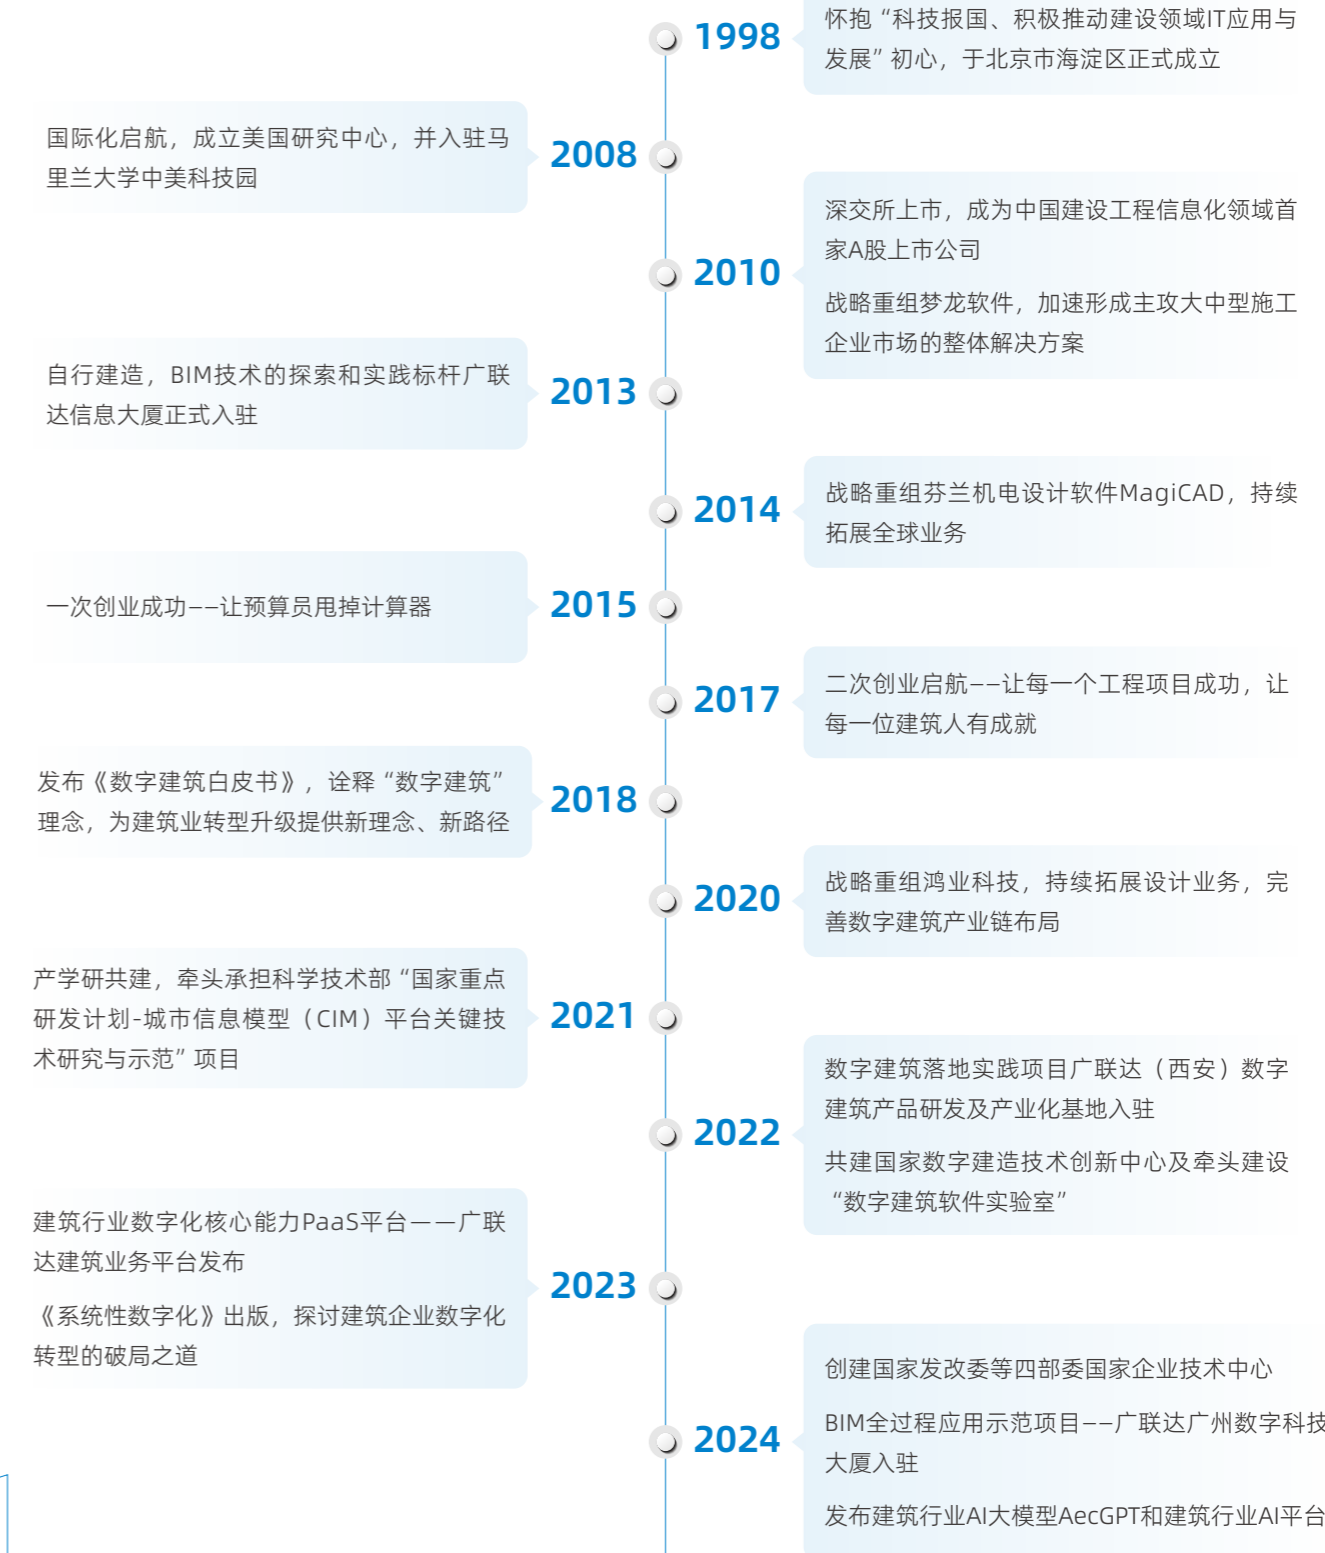 1998
怀抱“科技报国、积极推动建设领域IT应用与
发展”初心，于北京市海淀区正式成立
2008
国际化启航，成立美国研究中心，并入驻马
里兰大学中美科技园
2010
深交所上市，成为中国建设工程信息化领域首
家A股上市公司
战略重组梦龙软件，加速形成主攻大中型施工
企业市场的整体解决方案
2013
自行建造，BIM技术的探索和实践标杆广联
达信息大厦正式入驻
2014
战略重组芬兰机电设计软件MagiCAD，持续
拓展全球业务
2015
一次创业成功——让预算员甩掉计算器
2017
二次创业启航——让每一个工程项目成功，让
每一位建筑人有成就
2018
发布《数字建筑白皮书》，诠释“数字建筑”
理念，为建筑业转型升级提供新理念、新路径
2020
战略重组鸿业科技，持续拓展设计业务，完
善数字建筑产业链布局
2021
产学研共建，牵头承担科学技术部“国家重点
研发计划-城市信息模型（CIM）平台关键技
术研究与示范”项目
2022
数字建筑落地实践项目广联达（西安）数字
建筑产品研发及产业化基地入驻
共建国家数字建造技术创新中心及牵头建设
“数字建筑软件实验室”
2023
建筑行业数字化核心能力PaaS平台——广联
达建筑业务平台发布
《系统性数字化》出版，探讨建筑企业数字化
转型的破局之道
2024
创建国家发改委等四部委国家企业技术中心
BIM全过程应用示范项目——广联达广州数字科技
大厦入驻
发布建筑行业AI大模型AecGPT和建筑行业AI平台